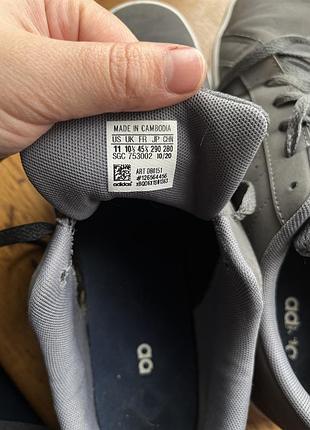 MADE IN CAMBODIA
US UK FR JP CHN
11 10½ 45⅓ 290 280
SGC 753002 10/20
ART DB0151
#126564456
adidas